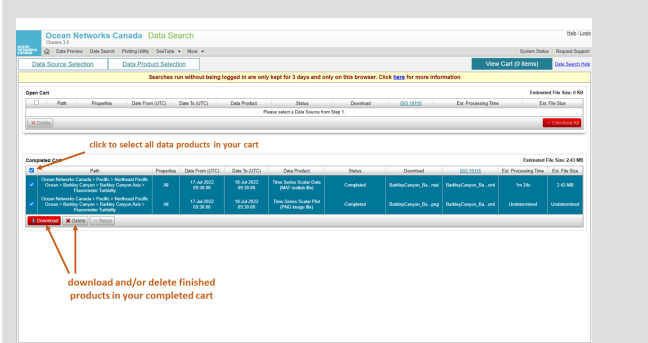 Ocean Networks Canada Data Search
Help | Login
Oceans 3.0
Data Preview Data Search Plotting Utility SeaTube More
System Status Request Support
Data Source Selection Data Product Selection View Cart (0 items) Data Search Help
Searches run without being logged in are only kept for 3 days and only on this browser. Click here for more information
Open Cart Estimated File Size: 0 KB
Path Properties Date From (UTC) Date To (UTC) Data Product Status Download ISO 19115 Est. Processing Time Est. File Size
Please select a Data Source from Step 1.
Delete Checkout All
click to select all data products in your cart
Completed Cart Estimated File Size: 2.43 MB
Path Properties Date From (UTC) Date To (UTC) Data Product Status Download ISO 19115 Est. Processing Time Est. File Size
Ocean Networks Canada > Pacific > Northeast Pacific
Ocean > Barkley Canyon > Barkley Canyon Axis >
Fluorometer Turbidity
All 17-Jul-2022 09:30:00 18-Jul-2022 09:30:00 Time Series Scalar Data (MAT matlab file) Completed BarkleyCanyon_Ba...mat BarkleyCanyon_Ba...xml 1m 24s 2.43 MB
Ocean Networks Canada > Pacific > Northeast Pacific
Ocean > Barkley Canyon > Barkley Canyon Axis >
Fluorometer Turbidity
All 17-Jul-2022 09:30:00 18-Jul-2022 09:30:00 Time Series Scalar Plot (PNG image file) Completed BarkleyCanyon_Ba...png BarkleyCanyon_Ba...xml Undetermined Undetermined
Download Delete Rerun
download and/or delete finished
products in your completed cart